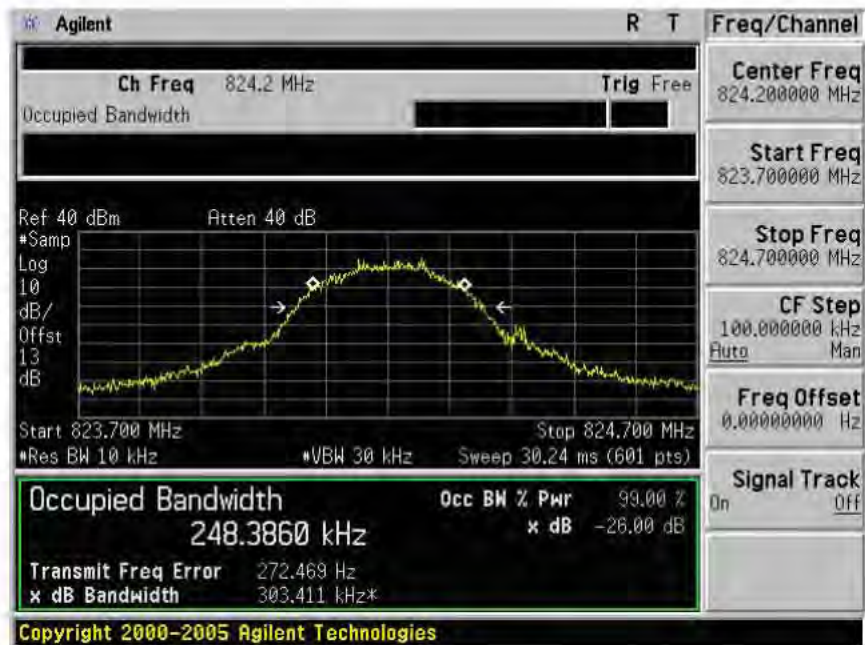 Agilent
R T
Freq/Channel
Ch Freq 824.2 MHz
Trig Free
Occupied Bandwidth
Center Freq
824.200000 MHz
Start Freq
823.700000 MHz
Stop Freq
824.700000 MHz
CF Step
100.000000 kHz
Auto Man
Freq Offset
0.00000000 Hz
Signal Track
On Off
Ref 40 dBm
Atten 40 dB
#Samp
Log
10
dB/
Offst
13
dB
Start 823.700 MHz
Stop 824.700 MHz
#Res BW 10 kHz
#VBW 30 kHz
Sweep 30.24 ms (601 pts)
Occupied Bandwidth
248.3860 kHz
Occ BW % Pwr 99.00 %
x dB -26.00 dB
Transmit Freq Error 272.469 Hz
x dB Bandwidth 303.411 kHz*
Copyright 2000-2005 Agilent Technologies